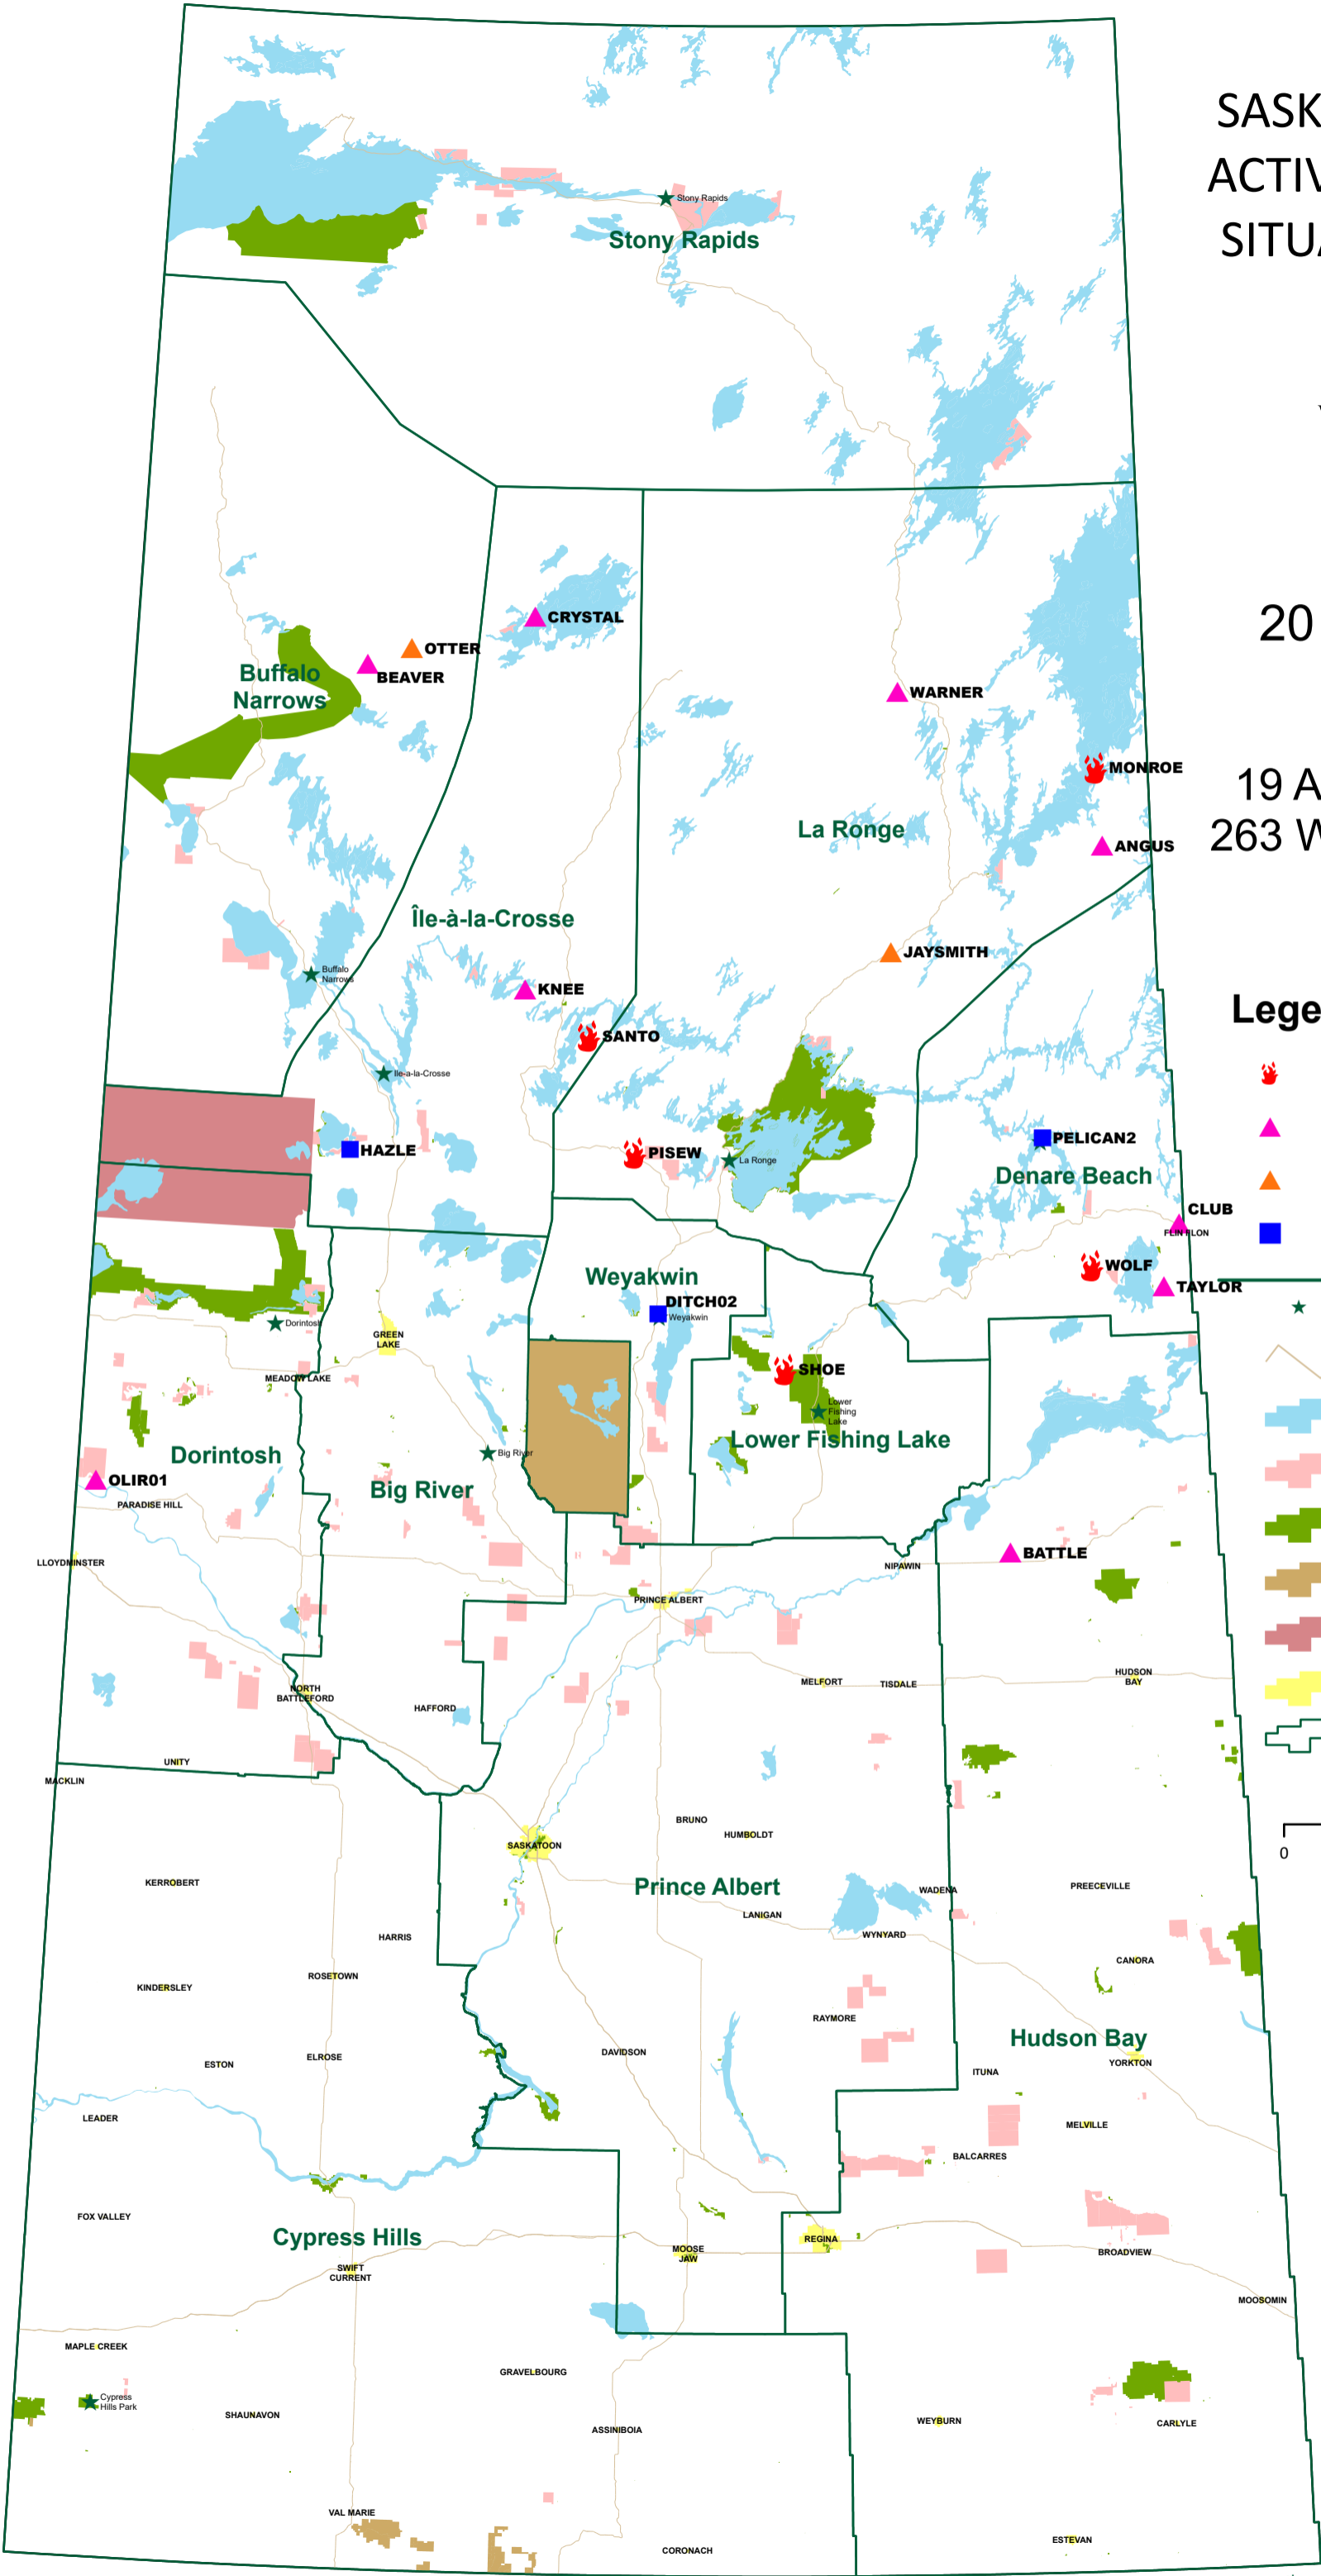 SASK
ACTIV
SITUA
Stony Rapids
Stony Rapids
20
CRYSTAL
OTTER
BEAVER
Buffalo
Narrows
WARNER
MONROE
19 A
263 W
La Ronge
ANGUS
Île-à-la-Crosse
JAYSMITH
Buffalo
Narrows
KNEE
Lege
SANTO
Ile-a-la-Crosse
HAZLE
PISEW
La Ronge
PELICAN2
Denare Beach
CLUB
FLIN FLON
WOLF
TAYLOR
Weyakwin
DITCH02
Weyakwin
Dorintosh
GREEN
LAKE
MEADOW LAKE
SHOE
Lower
Fishing
Lake
Lower Fishing Lake
Dorintosh
Big River
Big River
OLIR01
PARADISE HILL
LLOYDMINSTER
BATTLE
NIPAWIN
PRINCE ALBERT
MELFORT
TISDALE
HUDSON
BAY
NORTH
BATTLEFORD
HAFFORD
UNITY
MACKLIN
BRUNO
HUMBOLDT
SASKATOON
0
KERROBERT
Prince Albert
WADENA
PREECEVILLE
LANIGAN
WYNYARD
HARRIS
CANORA
ROSETOWN
KINDERSLEY
RAYMORE
Hudson Bay
DAVIDSON
ELROSE
ESTON
YORKTON
ITUNA
LEADER
MELVILLE
BALCARRES
FOX VALLEY
Cypress Hills
REGINA
MOOSE
JAW
BROADVIEW
SWIFT
CURRENT
MOOSOMIN
MAPLE CREEK
GRAVELBOURG
Cypress
Hills Park
SHAUNAVON
WEYBURN
CARLYLE
ASSINIBOIA
VAL MARIE
ESTEVAN
CORONACH